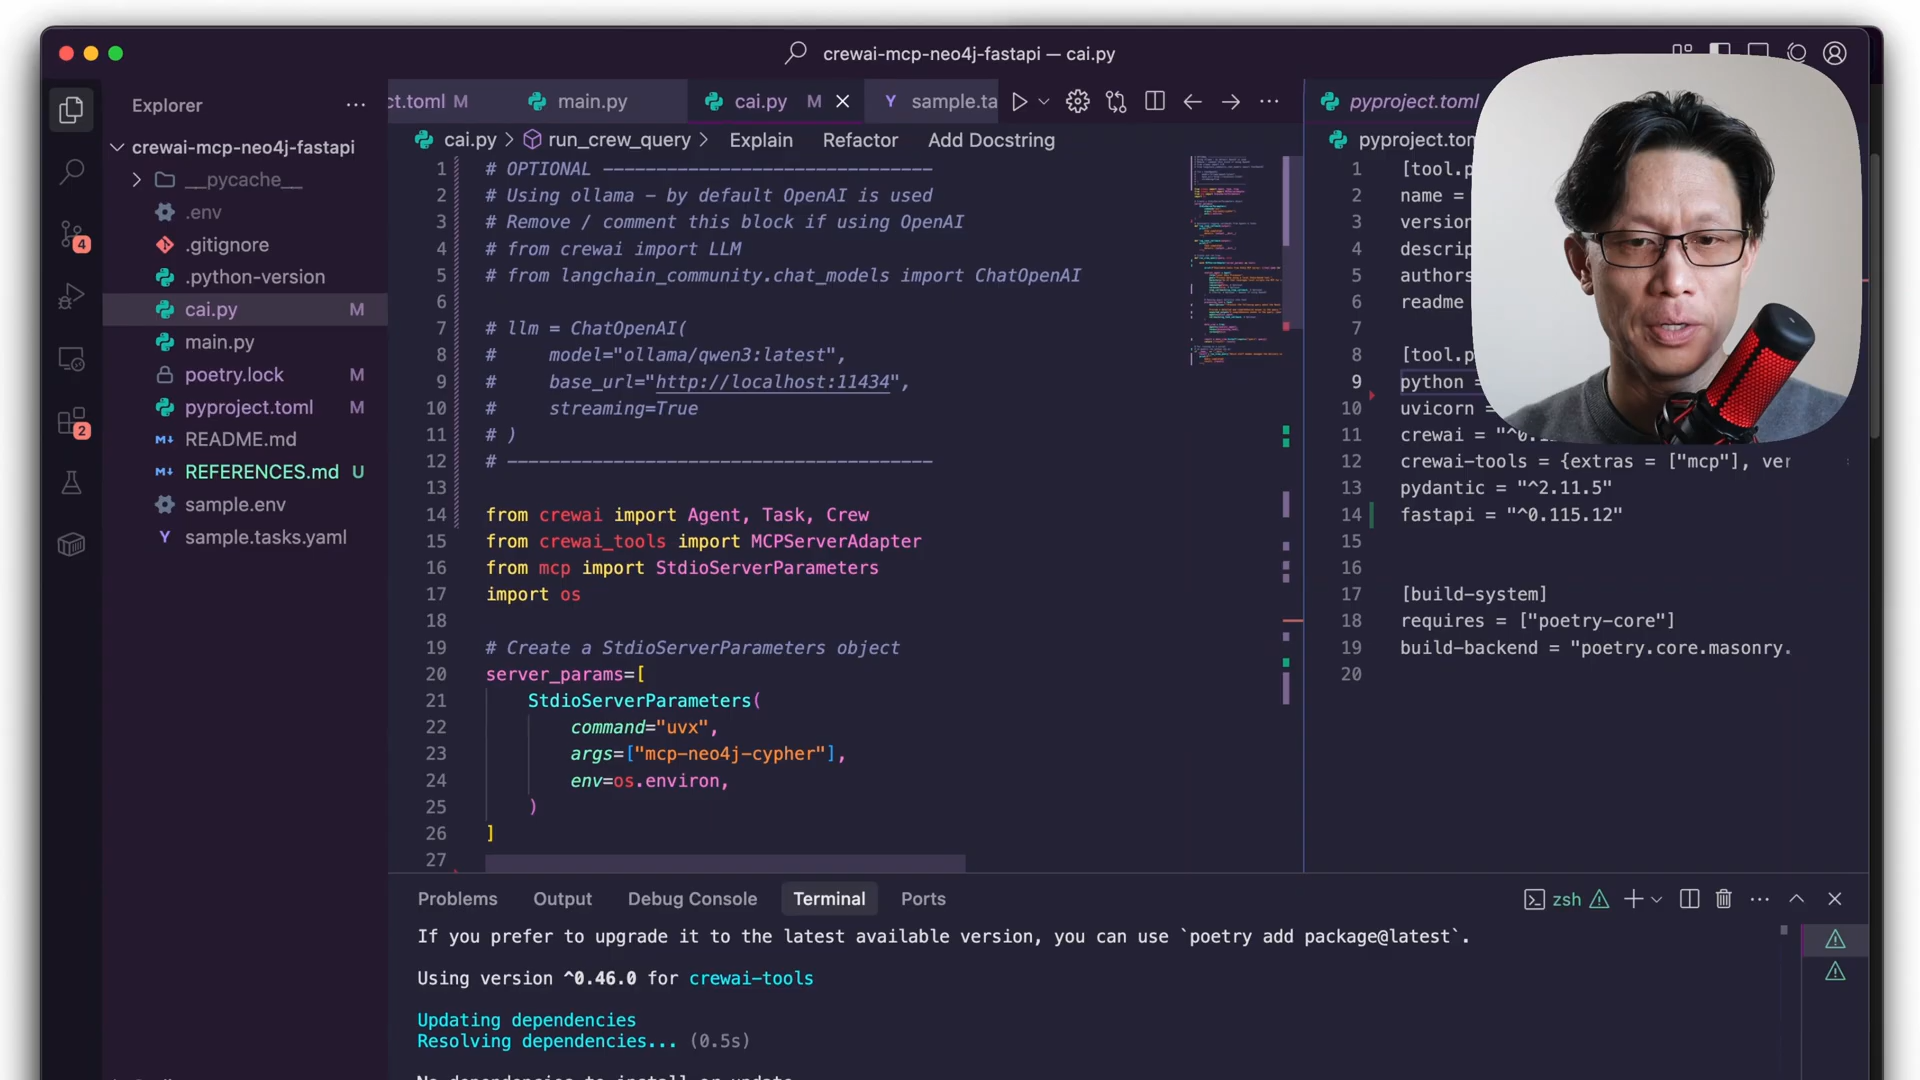 crewai-mcp-neo4j-fastapi — cai.py
Explorer
crewai-mcp-neo4j-fastapi
__pycache__
.env
.gitignore
.python-version
cai.py M
main.py
poetry.lock M
pyproject.toml M
README.md
REFERENCES.md U
sample.env
sample.tasks.yaml
4
2
ct.toml M
main.py
cai.py M
sample.ta
cai.py > run_crew_query > Explain Refactor Add Docstring
1 # OPTIONAL -------------------------------
2 # Using ollama - by default OpenAI is used
3 # Remove / comment this block if using OpenAI
4 # from crewai import LLM
5 # from langchain_community.chat_models import ChatOpenAI
6
7 # llm = ChatOpenAI(
8 #     model="ollama/qwen3:latest",
9 #     base_url="http://localhost:11434",
10 #     streaming=True
11 # )
12 # ----------------------------------------
13
14 from crewai import Agent, Task, Crew
15 from crewai_tools import MCPServerAdapter
16 from mcp import StdioServerParameters
17 import os
18
19 # Create a StdioServerParameters object
20 server_params=[
21     StdioServerParameters(
22         command="uvx",
23         args=["mcp-neo4j-cypher"],
24         env=os.environ,
25     )
26 ]
27
pyproject.toml
pyproject.tom
1 [tool.p
2 name =
3 version
4 descrip
5 authors
6 readme
7
8 [tool.p
9 python =
10 uvicorn =
11 crewai = "^0.
12 crewai-tools = {extras = ["mcp"], ver
13 pydantic = "^2.11.5"
14 fastapi = "^0.115.12"
15
16
17 [build-system]
18 requires = ["poetry-core"]
19 build-backend = "poetry.core.masonry.
20
Problems Output Debug Console Terminal Ports
zsh
If you prefer to upgrade it to the latest available version, you can use `poetry add package@latest`.
Using version ^0.46.0 for crewai-tools
Updating dependencies
Resolving dependencies... (0.5s)
No dependencies to install or update